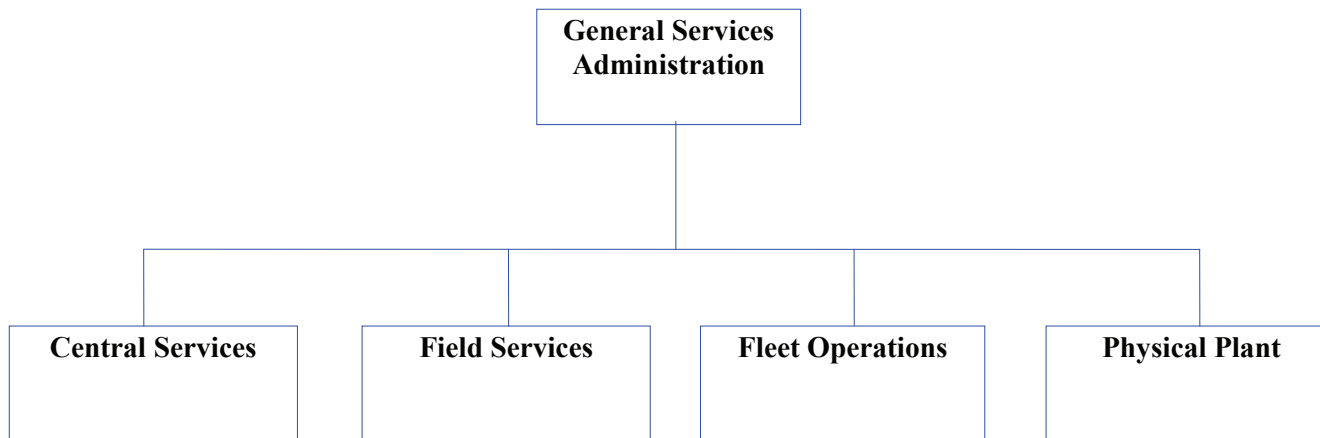 General Services
Administration
Central Services
Field Services
Fleet Operations
Physical Plant